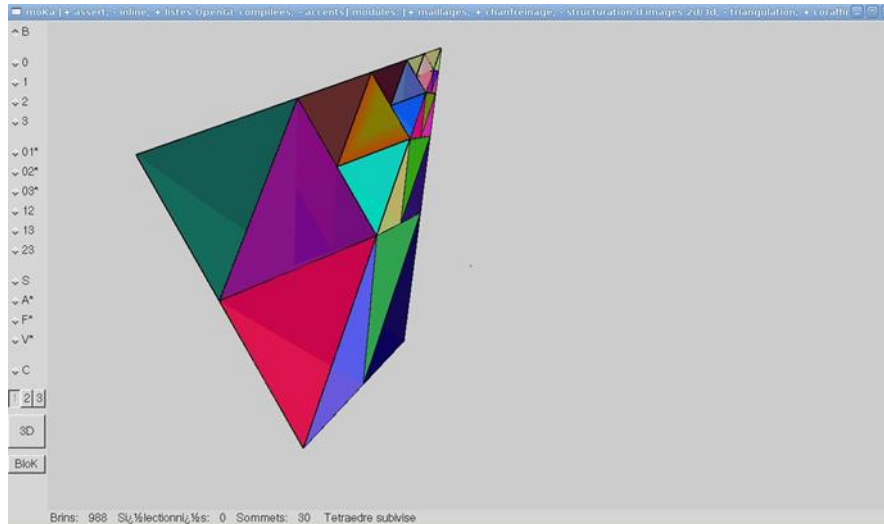 moKa [ + assert, - inline, + listes OpenGL compilees, - accents] modules: [ + maillages, + chanfreinage, - structuration d'images 2d/3d, - triangulation, + coraffi
^ B
0
1
2
3
01*
02*
03*
12
13
23
S
A*
F*
V*
C
1 2 3
3D
BloK
Brins: 988 Sï¿½lectionnï¿½s: 0 Sommets: 30 Tetraedre subivise